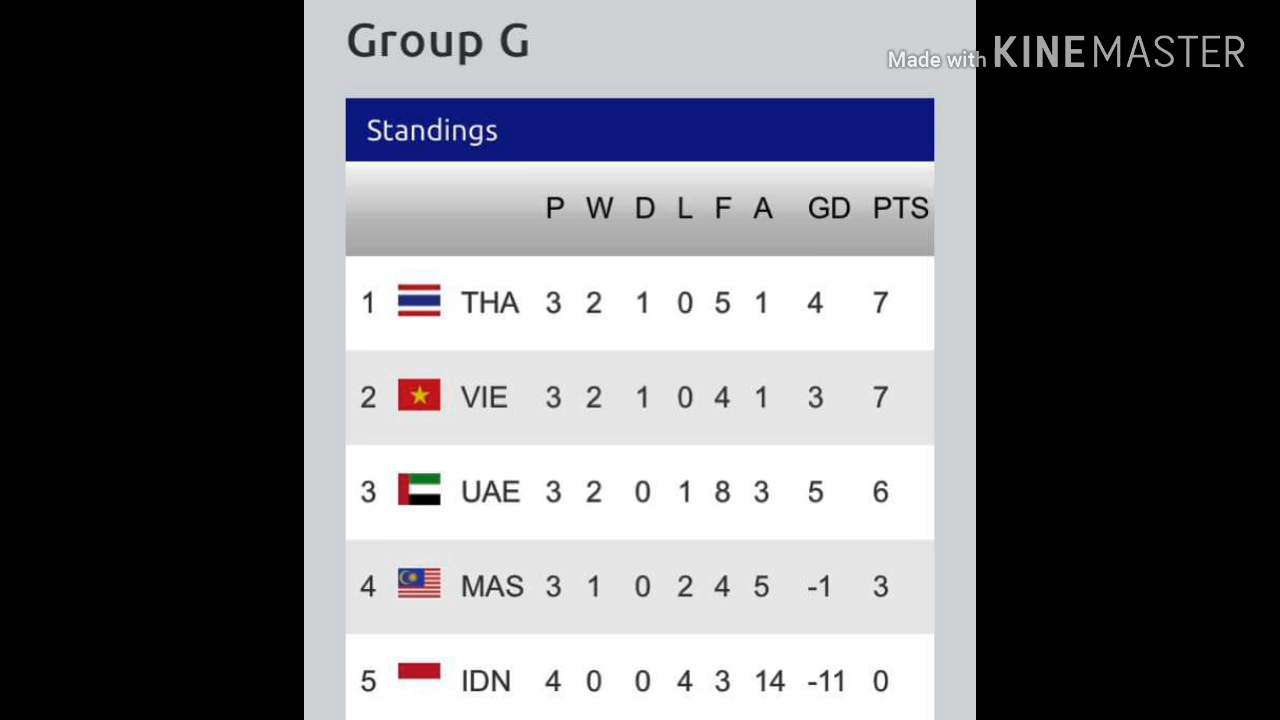 Group G
Made with KINEMASTER
Standings
P W D L F A GD PTS
1 THA 3 2 1 0 5 1 4 7
2 VIE 3 2 1 0 4 1 3 7
3 UAE 3 2 0 1 8 3 5 6
4 MAS 3 1 0 2 4 5 -1 3
5 IDN 4 0 0 4 3 14 -11 0